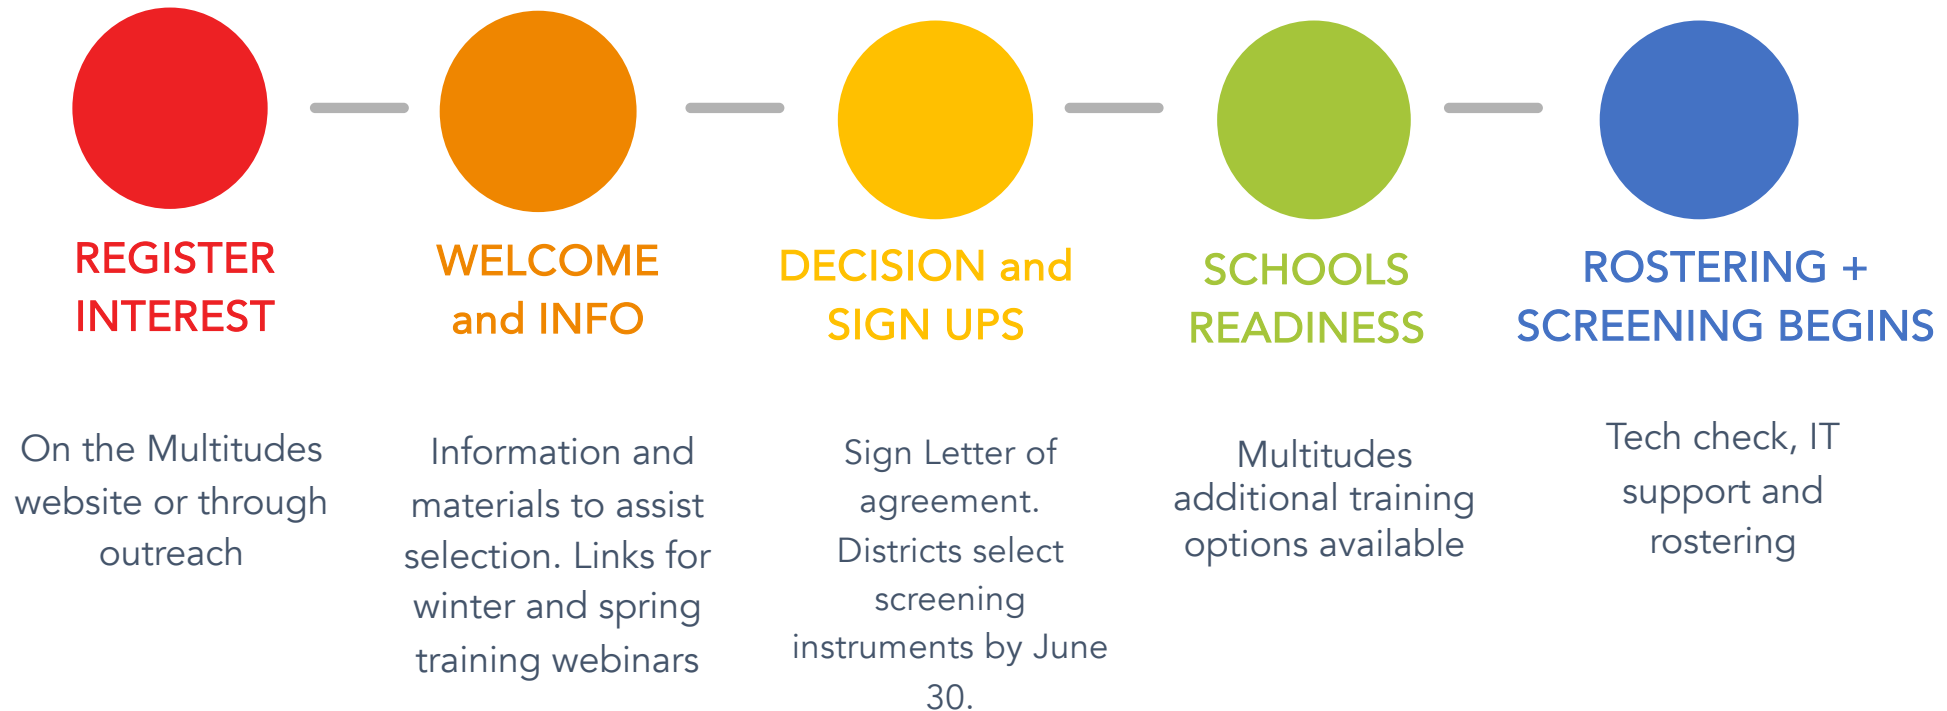 REGISTER
INTEREST
On the Multitudes
website or through
outreach
WELCOME
and INFO
Information and
materials to assist
selection. Links for
winter and spring
training webinars
DECISION and
SIGN UPS
Sign Letter of
agreement.
Districts select
screening
instruments by June
30.
SCHOOLS
READINESS
Multitudes
additional training
options available
ROSTERING +
SCREENING BEGINS
Tech check, IT
support and
rostering